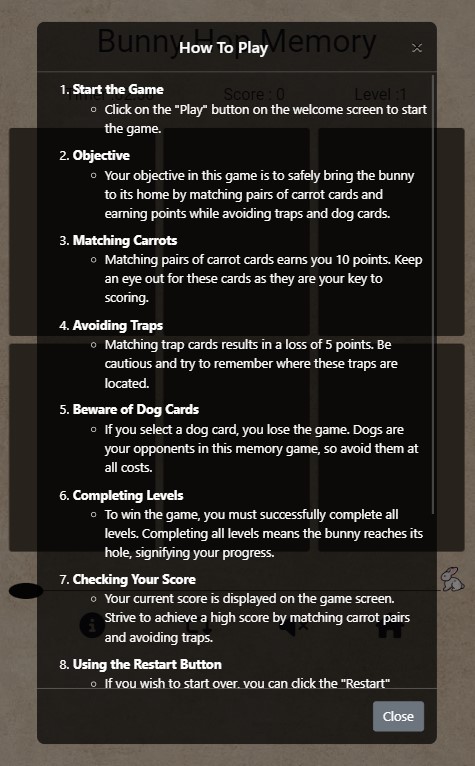 Bunny Hop Memory
How To Play
×
Score : 0
Level :1
1. Start the Game
Click on the "Play" button on the welcome screen to start
the game.
2. Objective
Your objective in this game is to safely bring the bunny
to its home by matching pairs of carrot cards and
earning points while avoiding traps and dog cards.
3. Matching Carrots
Matching pairs of carrot cards earns you 10 points. Keep
an eye out for these cards as they are your key to
scoring.
4. Avoiding Traps
Matching trap cards results in a loss of 5 points. Be
cautious and try to remember where these traps are
located.
5. Beware of Dog Cards
If you select a dog card, you lose the game. Dogs are
your opponents in this memory game, so avoid them at
all costs.
6. Completing Levels
To win the game, you must successfully complete all
levels. Completing all levels means the bunny reaches its
hole, signifying your progress.
7. Checking Your Score
Your current score is displayed on the game screen.
Strive to achieve a high score by matching carrot pairs
and avoiding traps.
8. Using the Restart Button
If you wish to start over, you can click the "Restart"
Close